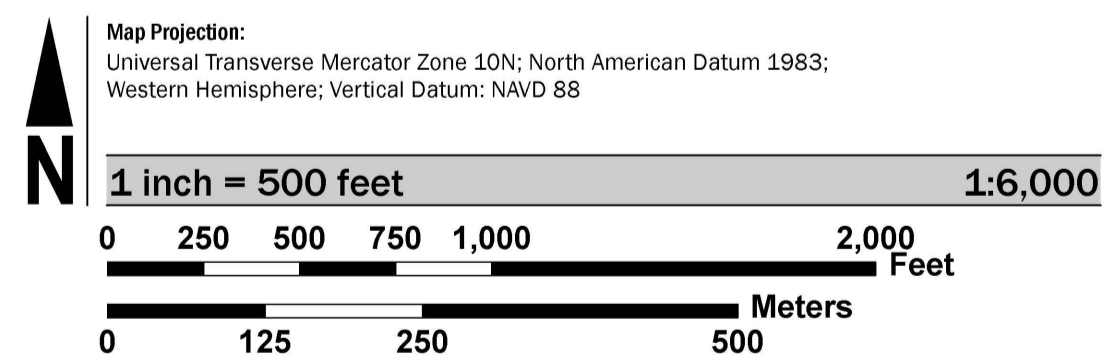 N
Map Projection:
Universal Transverse Mercator Zone 10N; North American Datum 1983;
Western Hemisphere; Vertical Datum: NAVD 88
1 inch = 500 feet 1:6,000
0 250 500 750 1,000 2,000
Feet
Meters
0 125 250 500